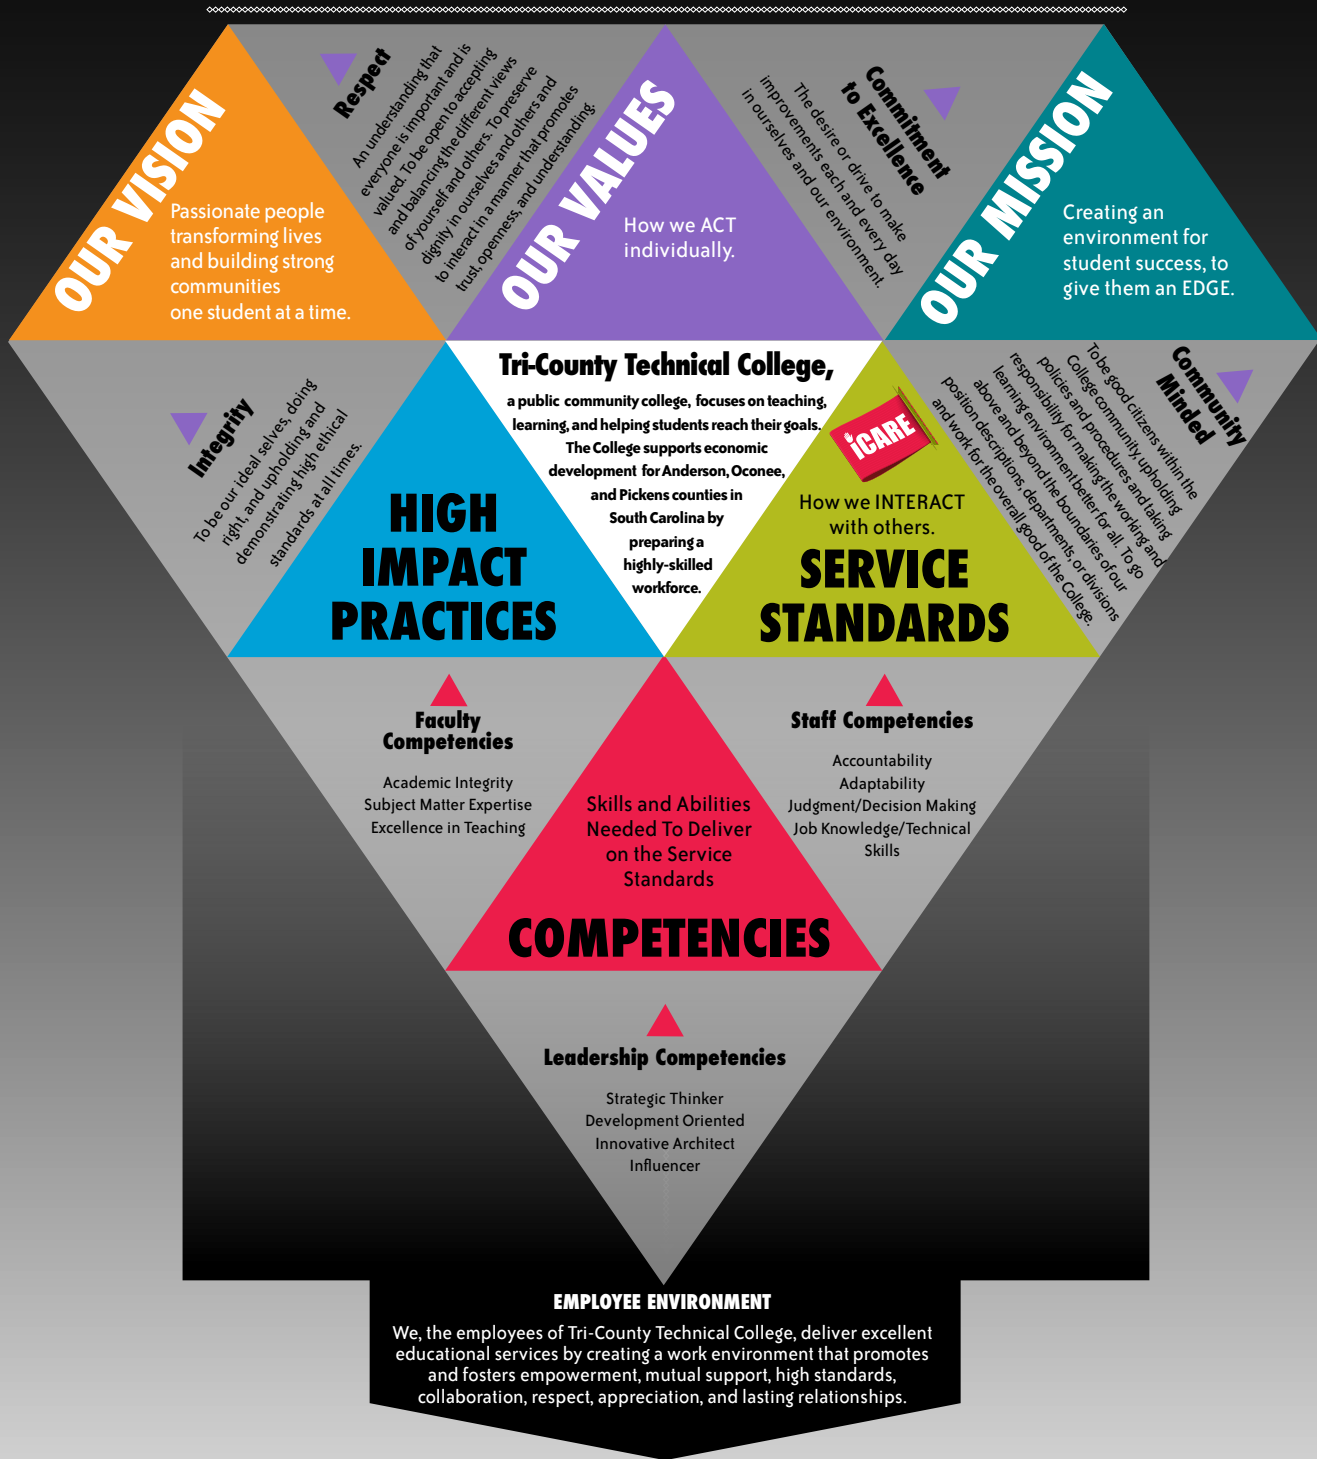 OUR VISION
Passionate people
transforming lives
and building strong
communities
one student at a time.
Respect
An understanding that
everyone is important and is
valued. To be open to accepting
and balancing the different views
of yourself and others. To preserve
dignity in ourselves and others and
to interact in a manner that promotes
trust, openness, and understanding.
OUR VALUES
How we ACT
individually.
Commitment
to Excellence
The desire or drive to make
improvements each and every day
in ourselves and our environment.
OUR MISSION
Creating an
environment for
student success, to
give them an EDGE.
Integrity
To be our ideal selves, doing
right, and upholding and
demonstrating high ethical
standards at all times.
HIGH
IMPACT
PRACTICES
Tri-County Technical College,
a public community college, focuses on teaching,
learning, and helping students reach their goals.
The College supports economic
development for Anderson, Oconee,
and Pickens counties in
South Carolina by
preparing a
highly-skilled
workforce.
iCARE
How we INTERACT
with others.
SERVICE
STANDARDS
Community
Minded
To be good citizens within the
College community, upholding
policies and procedures and taking
responsibility for making the working and
learning environment better for all. To go
above and beyond the boundaries of our
position descriptions, departments, or divisions
and work for the overall good of the College.
Faculty
Competencies
Academic Integrity
Subject Matter Expertise
Excellence in Teaching
Skills and Abilities
Needed To Deliver
on the Service
Standards
COMPETENCIES
Staff Competencies
Accountability
Adaptability
Judgment/Decision Making
Job Knowledge/Technical
Skills
Leadership Competencies
Strategic Thinker
Development Oriented
Innovative Architect
Influencer
EMPLOYEE ENVIRONMENT
We, the employees of Tri-County Technical College, deliver excellent
educational services by creating a work environment that promotes
and fosters empowerment, mutual support, high standards,
collaboration, respect, appreciation, and lasting relationships.